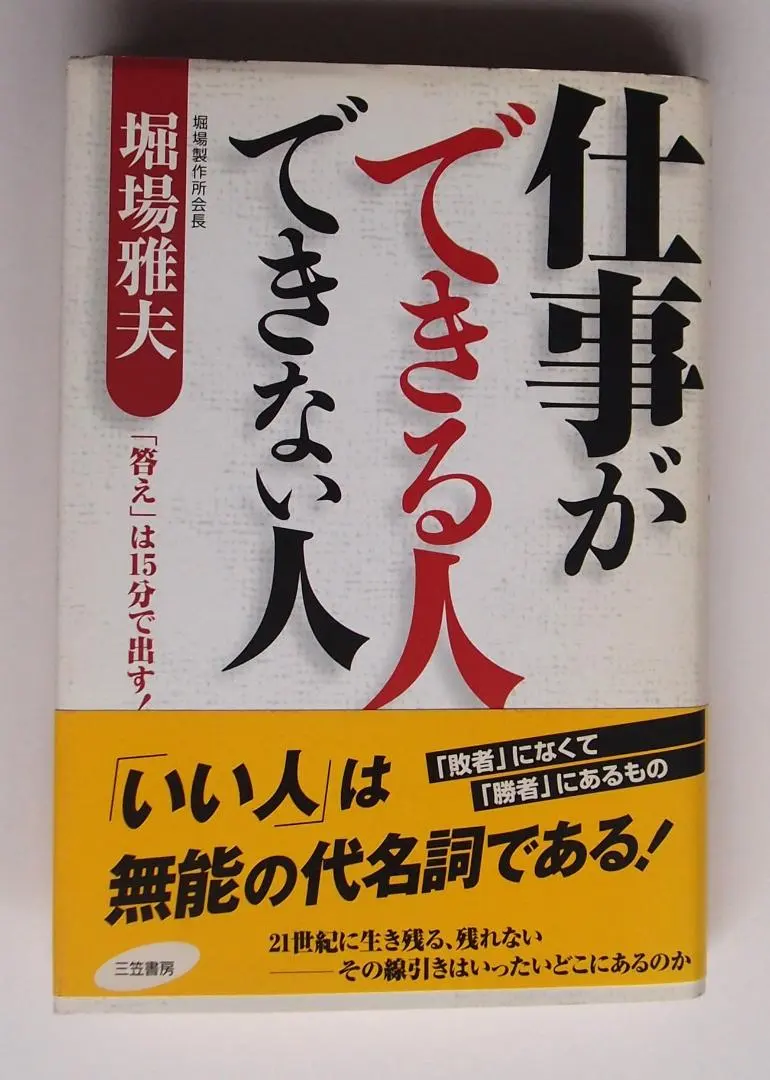 仕事が
できる人
できない人
堀場製作所会長
堀場雅夫
「答え」は15分で出す!
「敗者」になくて
「勝者」にあるもの
「いい人」は
無能の代名詞である!
21世紀に生き残る、残れない
――その線引きはいったいどこにあるのか
三笠書房